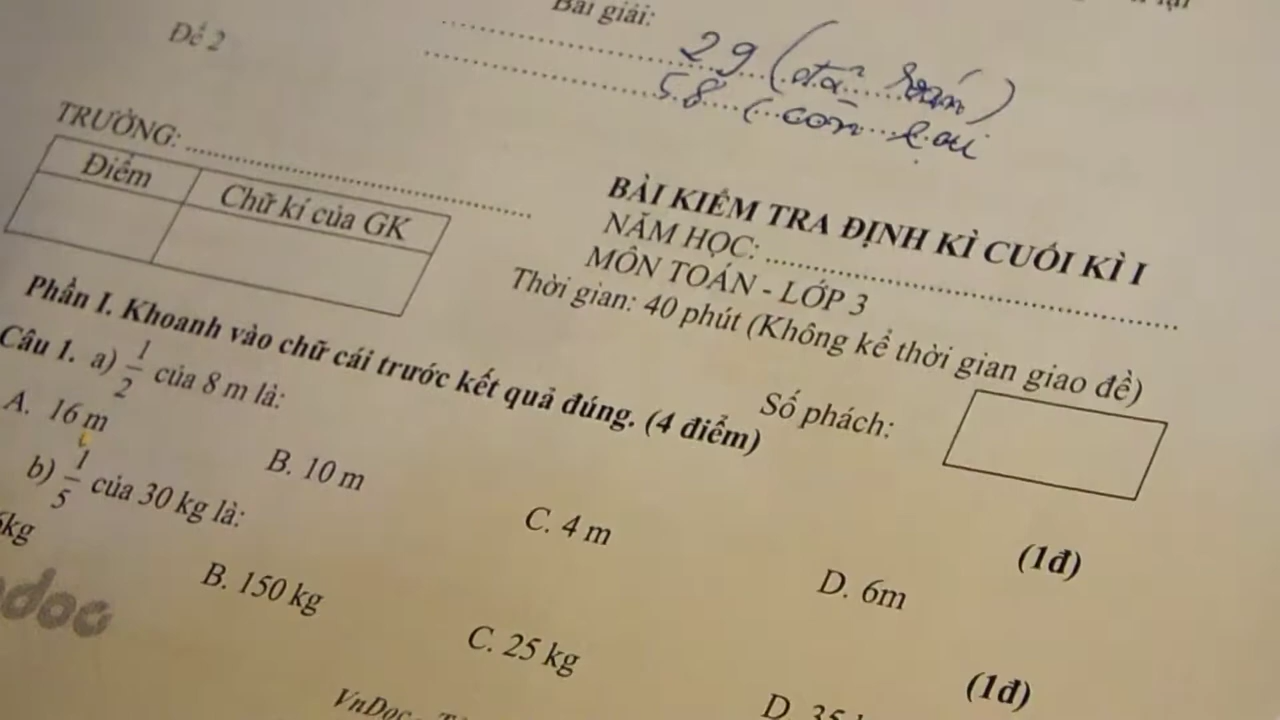 Bài giải:
29 (đã bán)
58 (còn lại
Đề 2
TRƯỜNG:
Điểm
Chữ kí của GK
BÀI KIỂM TRA ĐỊNH KÌ CUỐI KÌ I
NĂM HỌC:
MÔN TOÁN - LỚP 3
Thời gian: 40 phút (Không kể thời gian giao đề)
Số phách:
Phần I. Khoanh vào chữ cái trước kết quả đúng. (4 điểm)
Câu 1. a) 1/2 của 8 m là:
(1đ)
A. 16 m B. 10 m C. 4 m D. 6m
b) 1/5 của 30 kg là:
(1đ)
kg B. 150 kg C. 25 kg D. 35
VnDoc